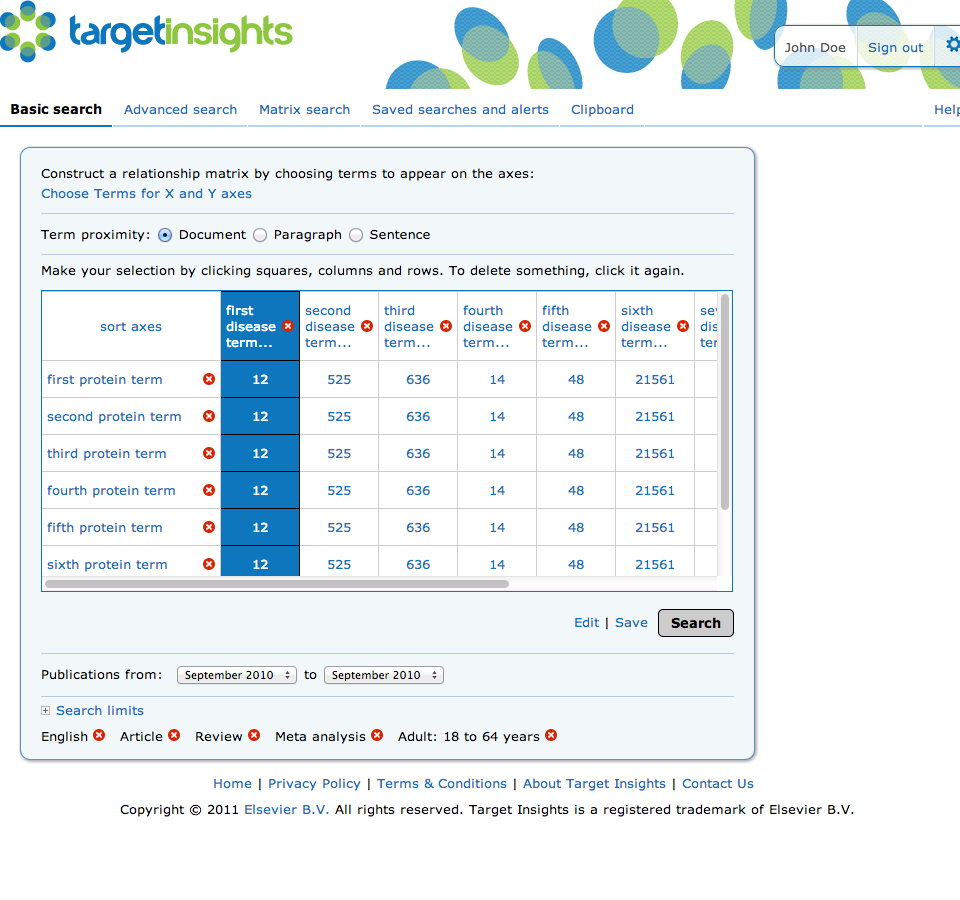 targetinsights
John Doe
Sign out
Basic search
Advanced search
Matrix search
Saved searches and alerts
Clipboard
Help
Construct a relationship matrix by choosing terms to appear on the axes:
Choose Terms for X and Y axes
Term proximity: Document Paragraph Sentence
Make your selection by clicking squares, columns and rows. To delete something, click it again.
sort axes
first
disease
term...
second
disease
term...
third
disease
term...
fourth
disease
term...
fifth
disease
term...
sixth
disease
term...
first protein term 12 525 636 14 48 21561
second protein term 12 525 636 14 48 21561
third protein term 12 525 636 14 48 21561
fourth protein term 12 525 636 14 48 21561
fifth protein term 12 525 636 14 48 21561
sixth protein term 12 525 636 14 48 21561
Edit | Save Search
Publications from: September 2010 to September 2010
Search limits
English Article Review Meta analysis Adult: 18 to 64 years
Home | Privacy Policy | Terms & Conditions | About Target Insights | Contact Us
Copyright © 2011 Elsevier B.V. All rights reserved. Target Insights is a registered trademark of Elsevier B.V.